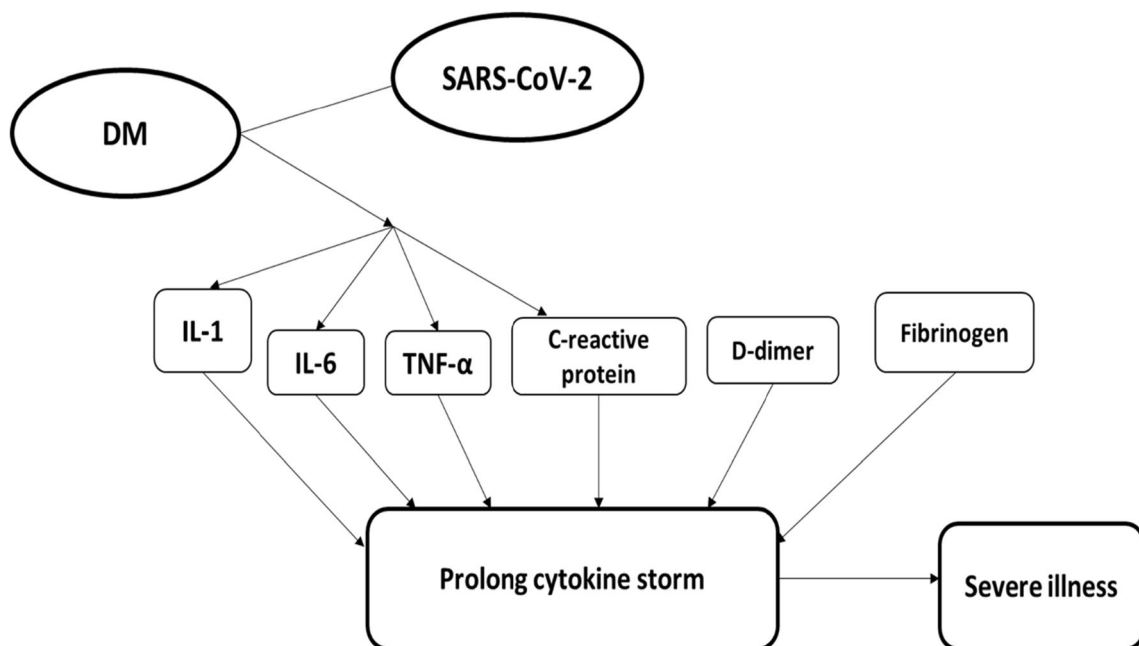 SARS-CoV-2
DM
IL-1
IL-6
TNF-α
C-reactive
protein
D-dimer
Fibrinogen
Prolong cytokine storm
Severe illness